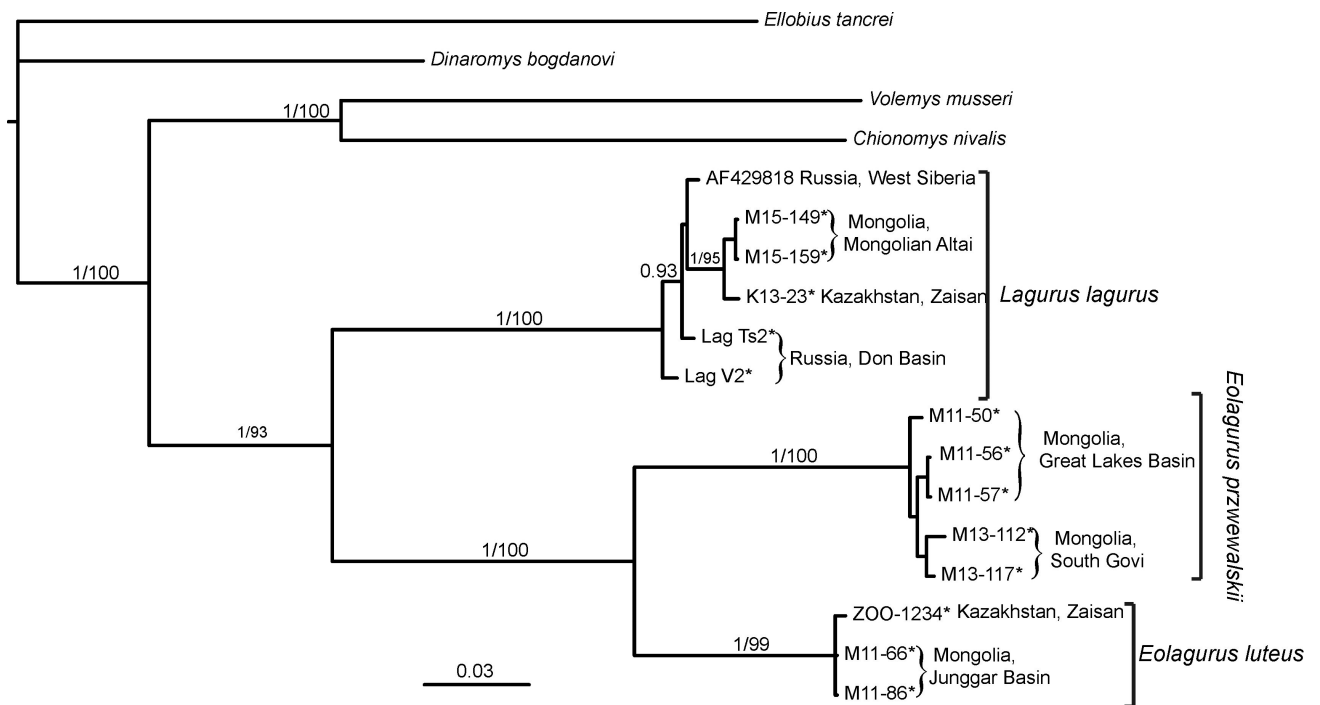 Ellobius tancrei
Dinaromys bogdanovi
Volemys musseri
1/100
Chionomys nivalis
AF429818 Russia, West Siberia
M15-149*
Mongolia,
Mongolian Altai
M15-159*
1/95
0.93
1/100
K13-23* Kazakhstan, Zaisan
Lagurus lagurus
1/100
Lag Ts2*
Russia, Don Basin
Lag V2*
M11-50*
Mongolia,
Great Lakes Basin
M11-56*
M11-57*
1/93
1/100
Eolagurus przwewalskii
M13-112*
Mongolia,
South Govi
M13-117*
1/100
ZOO-1234* Kazakhstan, Zaisan
1/99
M11-66*
Mongolia,
Junggar Basin
M11-86*
Eolagurus luteus
0.03